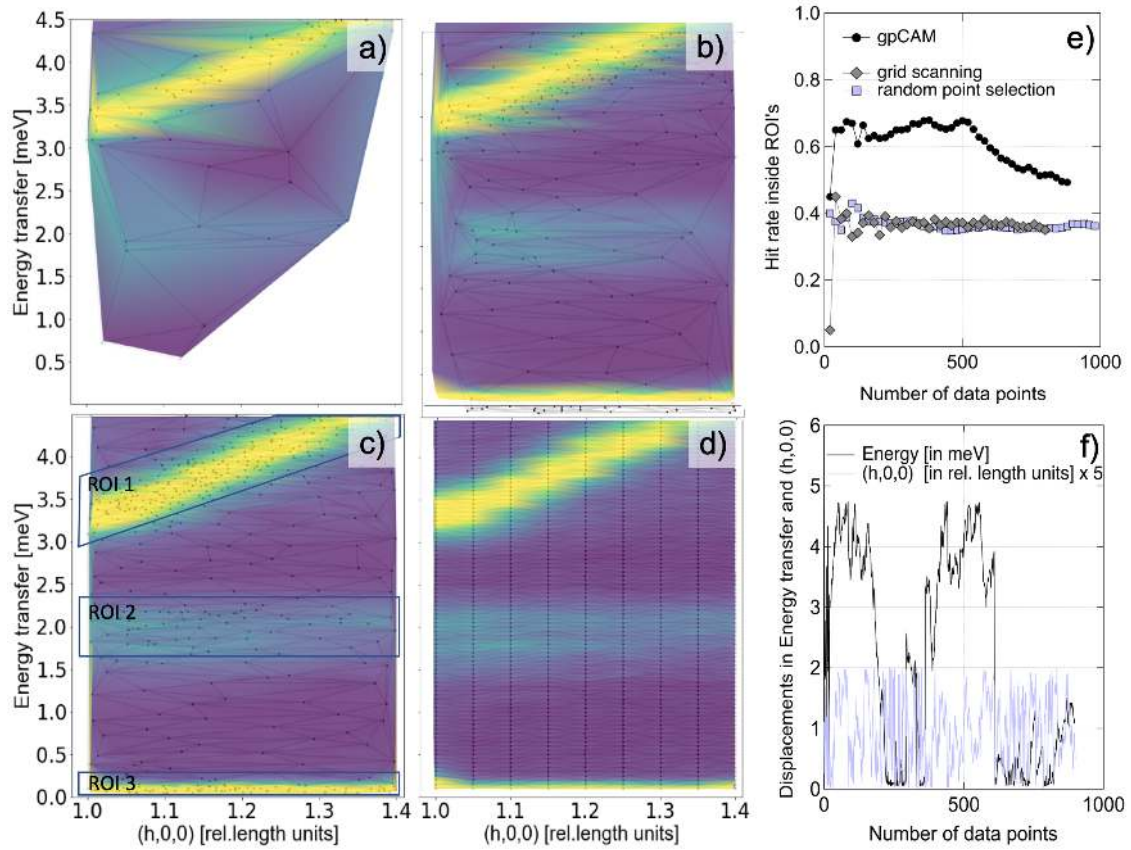 a)
4.5
4.0
3.5
3.0
2.5
2.0
1.5
1.0
0.5
Energy transfer [meV]
b)
e)
1.0
0.8
0.6
0.4
0.2
0.0
Hit rate inside ROI's
gpCAM
grid scanning
random point selection
0
500
1000
Number of data points
c)
4.0
3.5
3.0
2.5
2.0
1.5
1.0
0.5
0.0
Energy transfer [meV]
ROI 1
ROI 2
ROI 3
1.0
1.1
1.2
1.3
1.4
(h,0,0) [rel.length units]
d)
1.0
1.1
1.2
1.3
1.4
(h,0,0) [rel.length units]
f)
6
5
4
3
2
1
0
Displacements in Energy transfer and (h,0,0)
Energy [in meV]
(h,0,0) [in rel. length units] x 5
0
500
1000
Number of data points